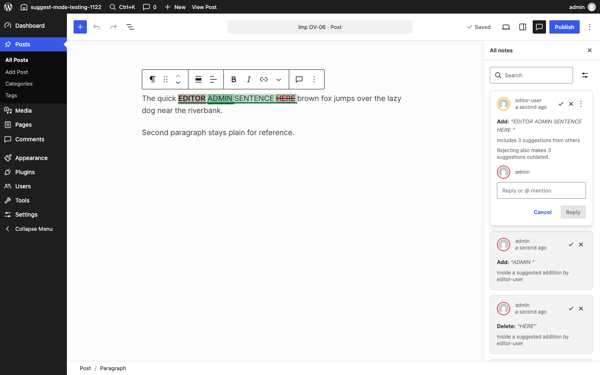 suggest-mode-testing-1122
Ctrl+K
0
New
View Post
admin
Dashboard
Posts
All Posts
Add Post
Categories
Tags
Media
Pages
Comments
Appearance
Plugins
Users
Tools
Settings
Collapse Menu
Imp OV-06 · Post
Saved
Publish
B
I
The quick EDITOR ADMIN SENTENCE HERE brown fox jumps over the lazy
dog near the riverbank.
Second paragraph stays plain for reference.
All notes
Search
editor-user
a second ago
Add: "EDITOR ADMIN SENTENCE
HERE "
Includes 3 suggestions from others
Rejecting also makes 3
suggestions outdated.
admin
Reply or @ mention
Cancel
Reply
admin
a second ago
Add: "ADMIN "
Inside a suggested addition by
editor-user
admin
a second ago
Delete: "HERE"
Inside a suggested addition by
editor-user
Post / Paragraph